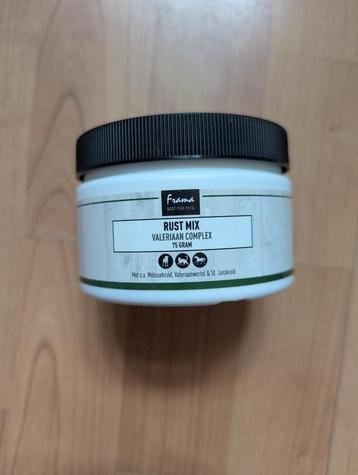 Frama
BEST FOR PETS
RUST MIX
VALERIAAN COMPLEX
75 GRAM
Met o.a. Melissekruid, Valeriaanwortel & St. Janskruid